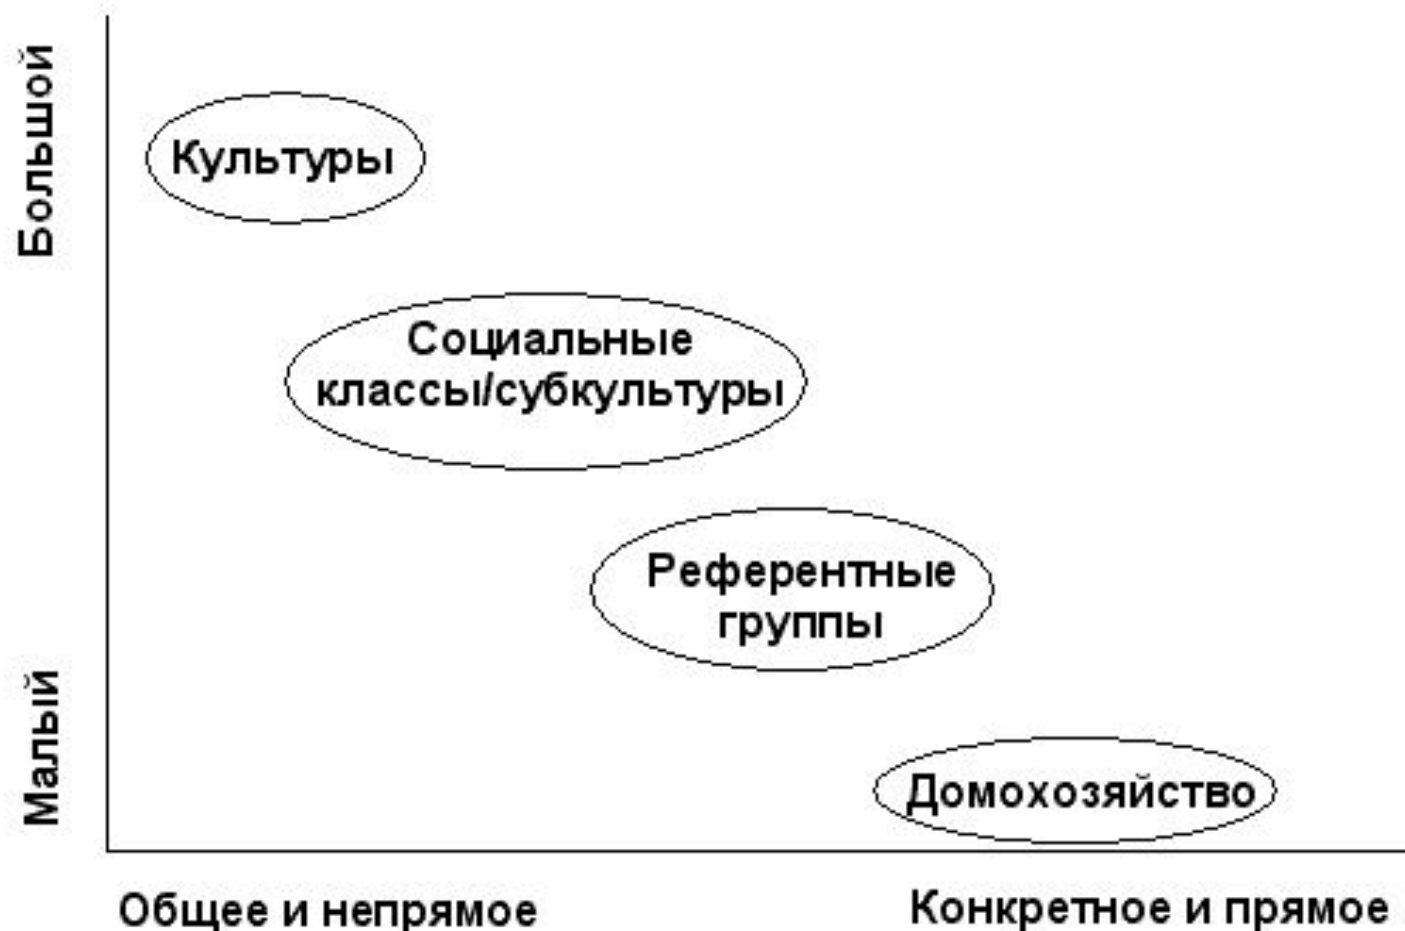 Большой
Культуры
Социальные
классы/субкультуры
Референтные
группы
Малый
Домохозяйство
Общее и непрямое
Конкретное и прямое